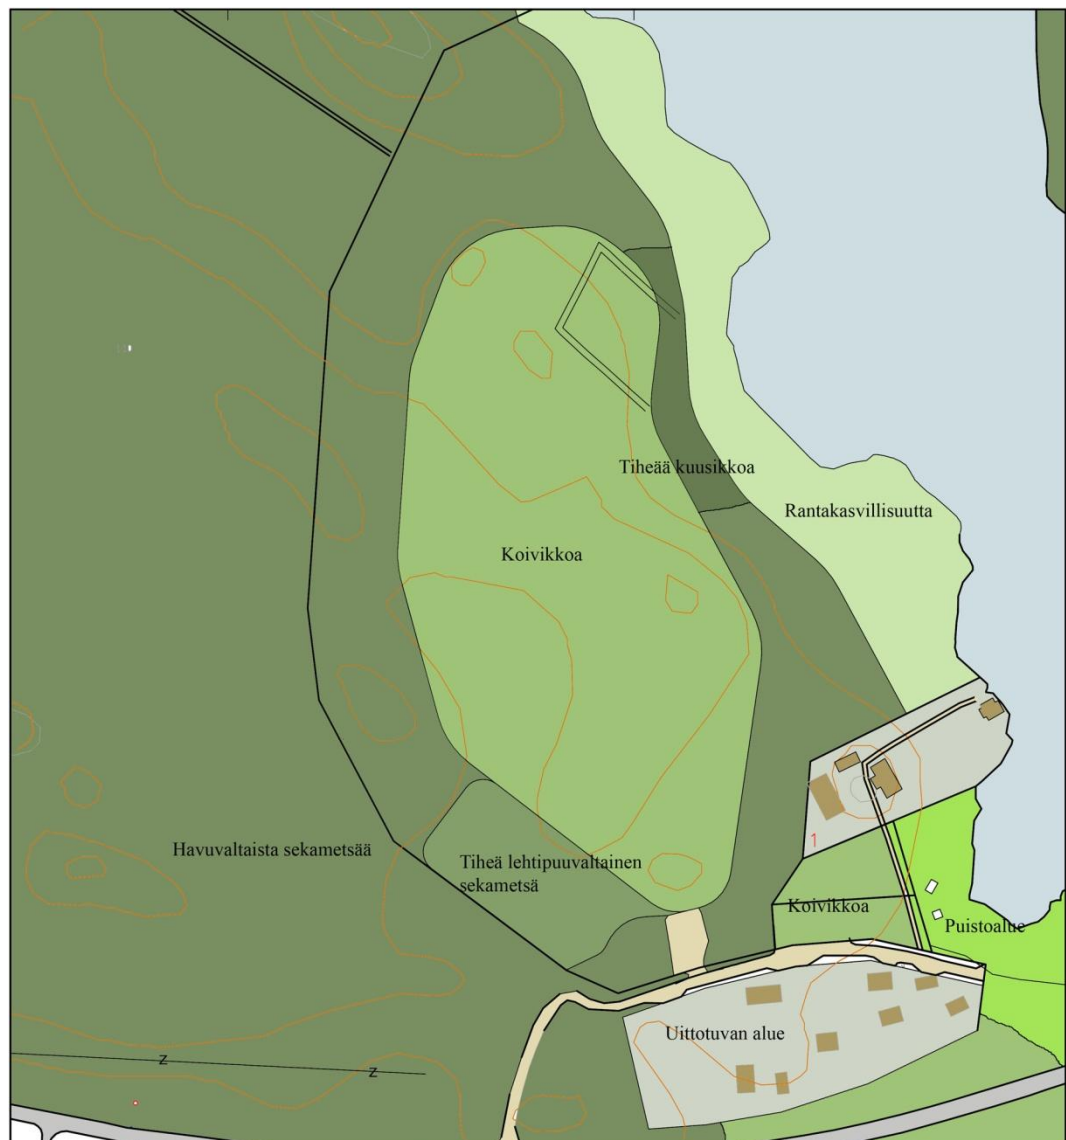 Tiheää kuusikkoa
Rantakasvillisuutta
Koivikkoa
Havuvaltaista sekametsää
Tiheä lehtipuuvaltainen
sekametsä
1
Koivikkoa
Puistoalue
Uittotuvan alue
z
z